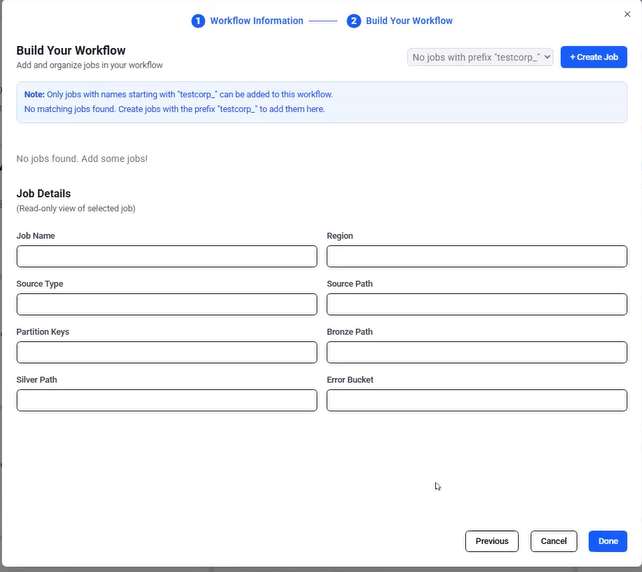 1 Workflow Information 2 Build Your Workflow ×
Build Your Workflow
Add and organize jobs in your workflow
No jobs with prefix "testcorp_"
+ Create Job
Note: Only jobs with names starting with "testcorp_" can be added to this workflow.
No matching jobs found. Create jobs with the prefix "testcorp_" to add them here.
No jobs found. Add some jobs!
Job Details
(Read-only view of selected job)
Job Name Region
Source Type Source Path
Partition Keys Bronze Path
Silver Path Error Bucket
Previous Cancel Done